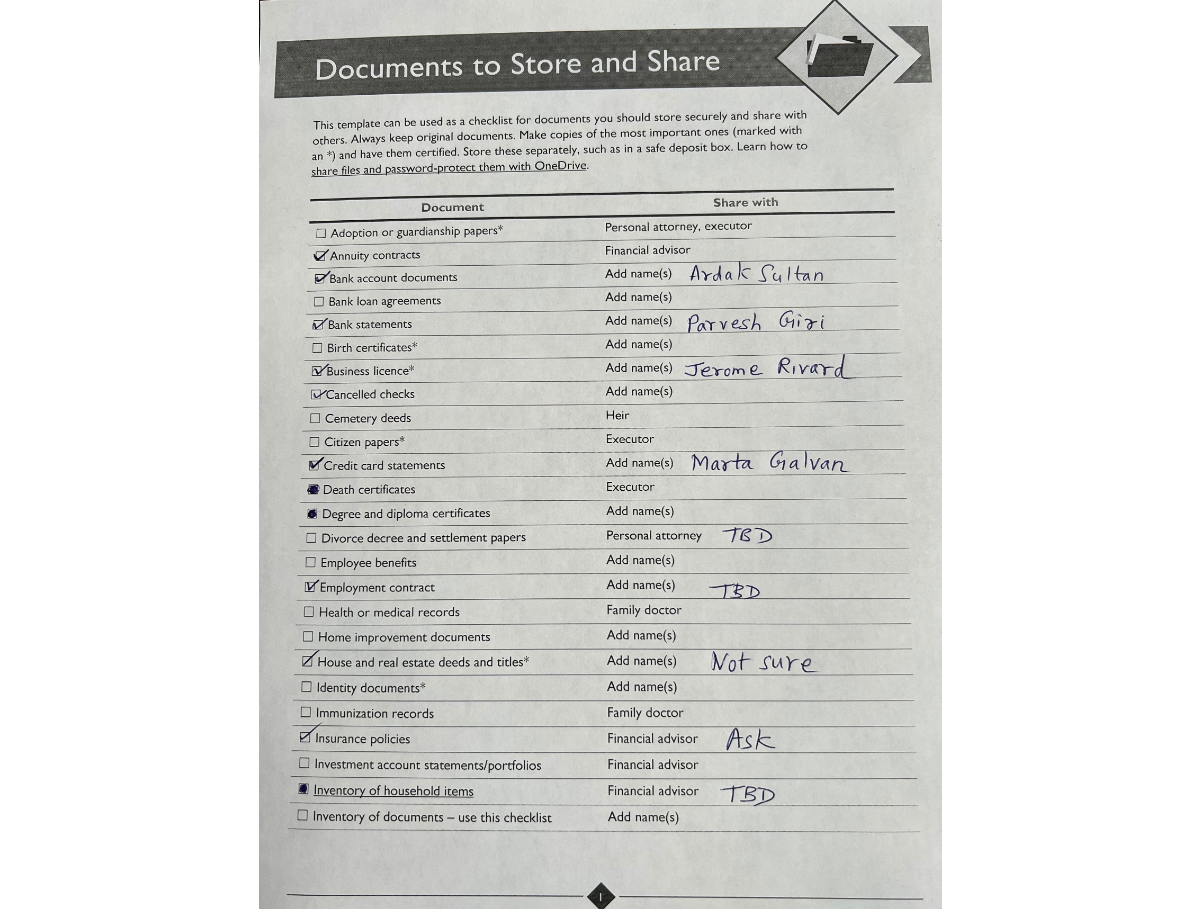 Documents to Store and Share
This template can be used as a checklist for documents you should store securely and share with
others. Always keep original documents. Make copies of the most important ones (marked with
an *) and have them certified. Store these separately, such as in a safe deposit box. Learn how to
share files and password-protect them with OneDrive.
Document Share with
Adoption or guardianship papers* Personal attorney, executor
Annuity contracts Financial advisor
Bank account documents Add name(s) Ardak Sultan
Bank loan agreements Add name(s)
Bank statements Add name(s) Parvesh Giri
Birth certificates* Add name(s)
Business licence* Add name(s) Jerome Rivard
Cancelled checks Add name(s)
Cemetery deeds Heir
Citizen papers* Executor
Credit card statements Add name(s) Marta Galvan
Death certificates Executor
Degree and diploma certificates Add name(s)
Divorce decree and settlement papers Personal attorney TBD
Employee benefits Add name(s)
Employment contract Add name(s) TBD
Health or medical records Family doctor
Home improvement documents Add name(s)
House and real estate deeds and titles* Add name(s) Not sure
Identity documents* Add name(s)
Immunization records Family doctor
Insurance policies Financial advisor Ask
Investment account statements/portfolios Financial advisor
Inventory of household items Financial advisor TBD
Inventory of documents – use this checklist Add name(s)
1